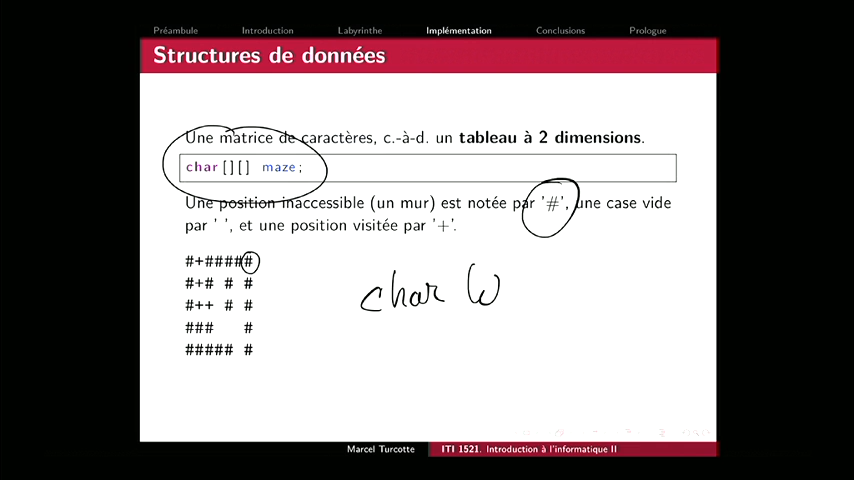 Préambule Introduction Labyrinthe Implémentation Conclusions Prologue
Structures de données
Une matrice de caractères, c.-à-d. un tableau à 2 dimensions.
char[][] maze;
Une position inaccessible (un mur) est notée par '#', une case vide
par ' ', et une position visitée par '+'.
#+#####
#+# # #
#++ # #
###   #
##### #
char
Marcel Turcotte ITI 1521. Introduction à l'informatique II